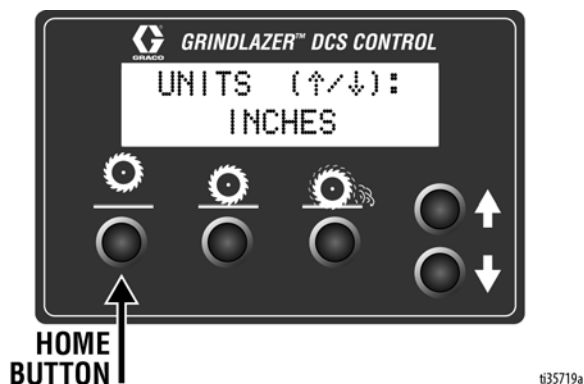 GRACO
GRINDLAZER™ DCS CONTROL
UNITS (↑/↓):
INCHES
HOME
BUTTON
ti35719a